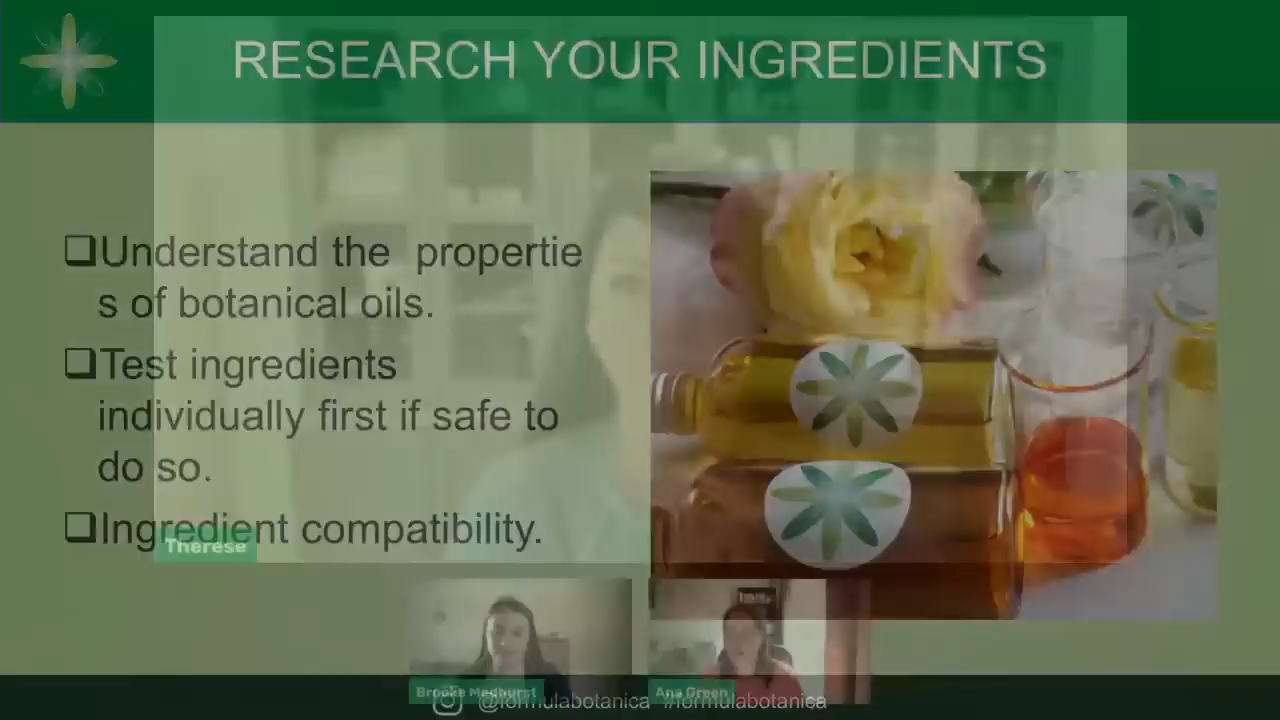 RESEARCH YOUR INGREDIENTS
❑Understand the propertie
s of botanical oils.
❑Test ingredients
individually first if safe to
do so.
❑Ingredient compatibility.
Therese
Brooke Medhurst
Ana Green
@formulabotanica #formulabotanica